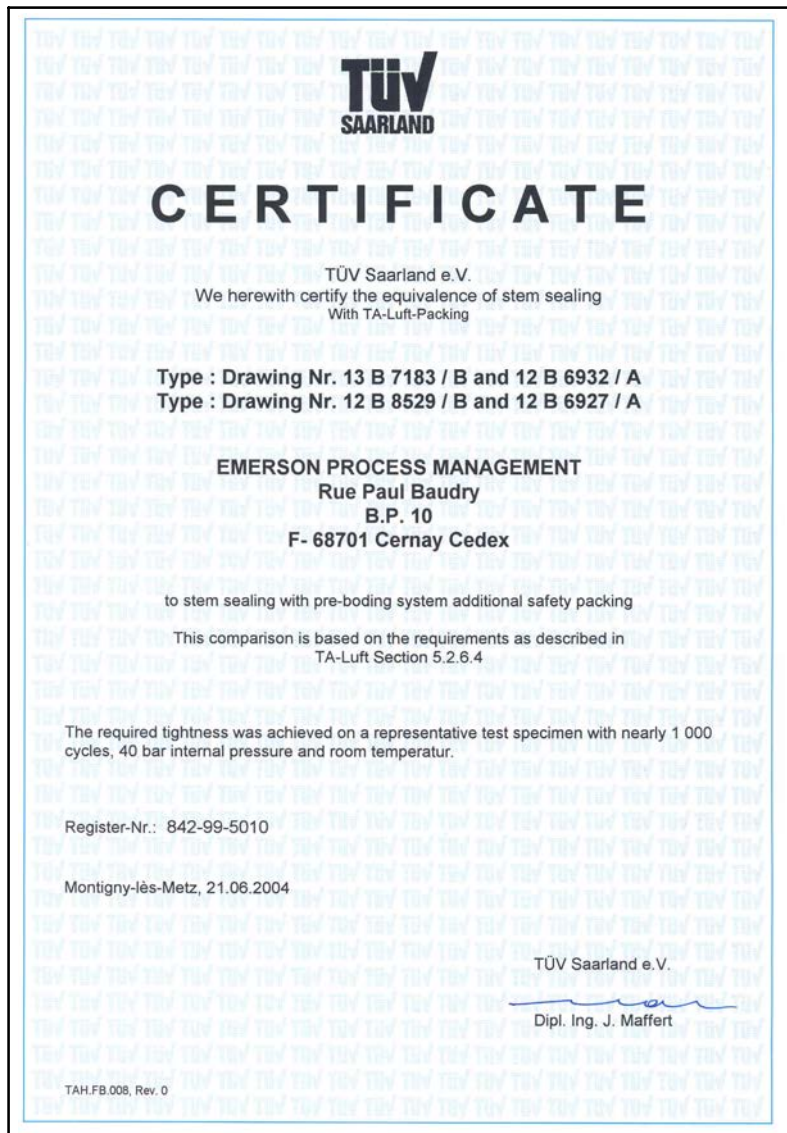 TÜV
SAARLAND
CERTIFICATE
TÜV Saarland e.V.
We herewith certify the equivalence of stem sealing
With TA-Luft-Packing
Type : Drawing Nr. 13 B 7183 / B and 12 B 6932 / A
Type : Drawing Nr. 12 B 8529 / B and 12 B 6927 / A
EMERSON PROCESS MANAGEMENT
Rue Paul Baudry
B.P. 10
F- 68701 Cernay Cedex
to stem sealing with pre-boding system additional safety packing
This comparison is based on the requirements as described in
TA-Luft Section 5.2.6.4
The required tightness was achieved on a representative test specimen with nearly 1 000
cycles, 40 bar internal pressure and room temperatur.
Register-Nr.: 842-99-5010
Montigny-lès-Metz, 21.06.2004
TÜV Saarland e.V.
Dipl. Ing. J. Maffert
TAH.FB.008, Rev. 0